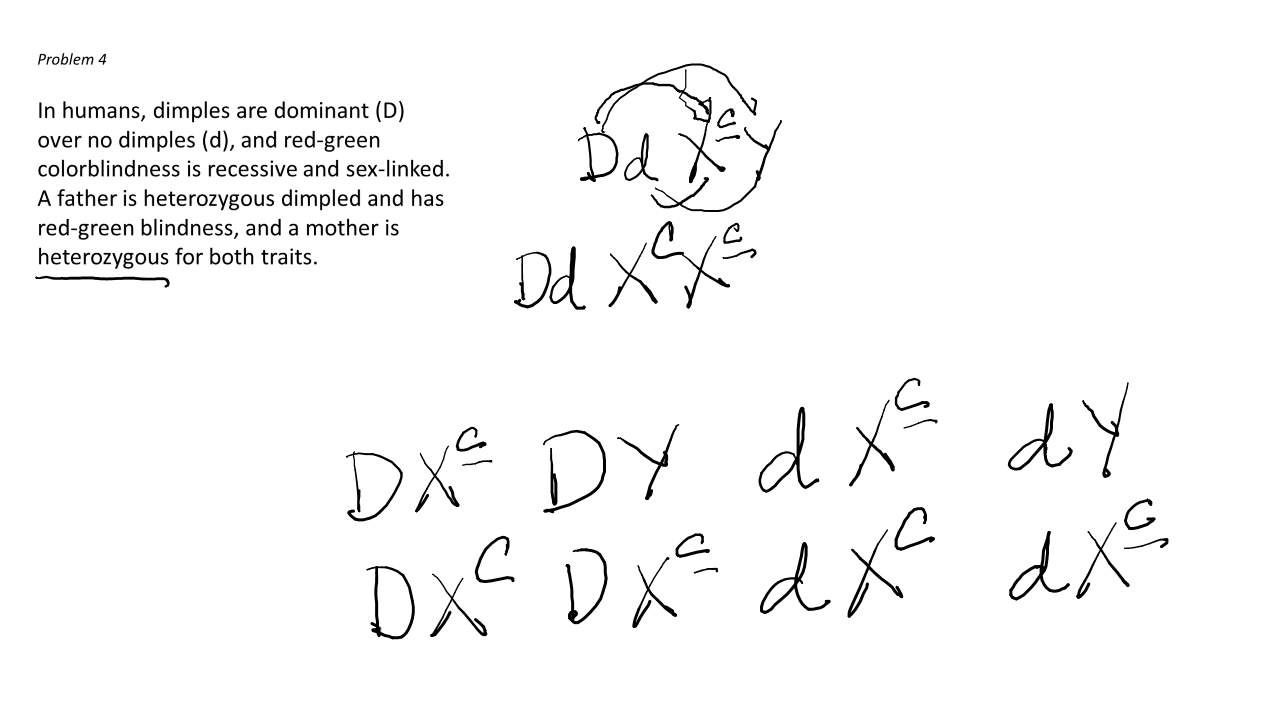 Problem 4
In humans, dimples are dominant (D)
over no dimples (d), and red-green
colorblindness is recessive and sex-linked.
A father is heterozygous dimpled and has
red-green blindness, and a mother is
heterozygous for both traits.
Dd X^c Y
Dd X^C X^c
DX^c DY dX^c dY
DX^C DX^c dX^C dX^c